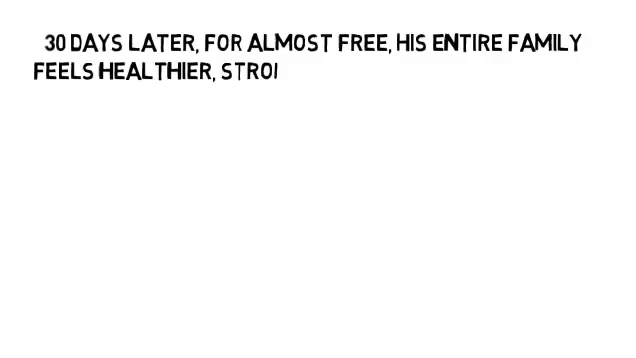 30 DAYS LATER, FOR ALMOST FREE, HIS ENTIRE FAMILY
FEELS HEALTHIER,